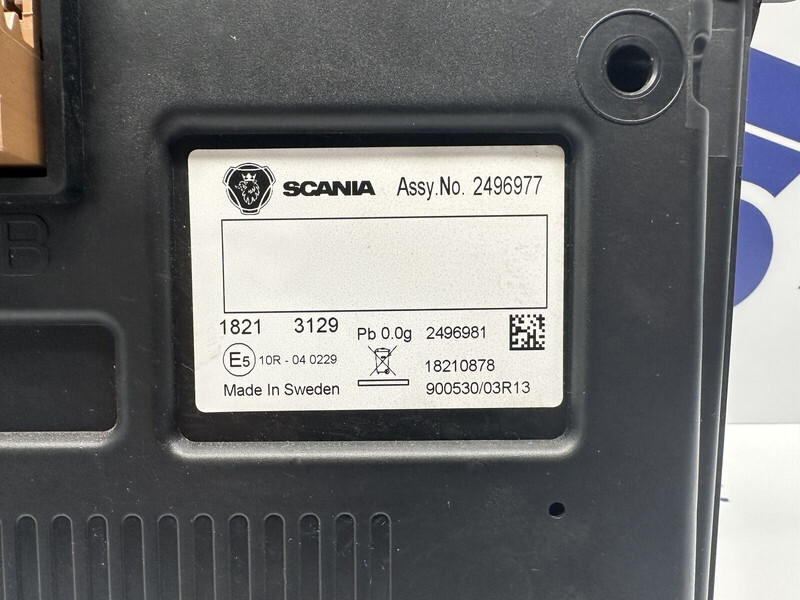 SCANIA Assy.No. 2496977
1821 3129 Pb 0.0g 2496981
E5 10R - 04 0229 18210878
Made In Sweden 900530/03R13
B